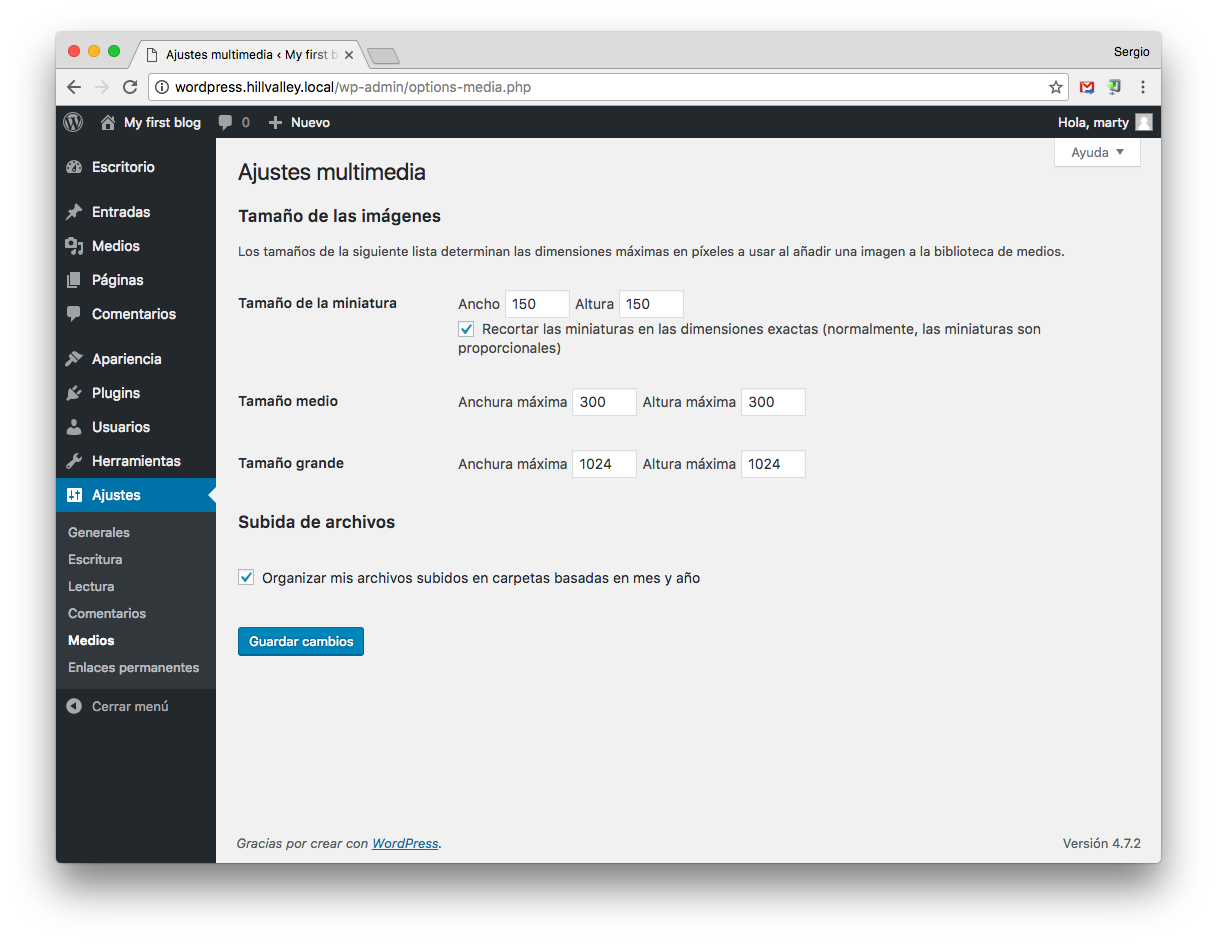 Ajustes multimedia ‹ My first b
Sergio
wordpress.hillvalley.local/wp-admin/options-media.php
My first blog 0 Nuevo Hola, marty
Ayuda
Escritorio
Entradas
Medios
Páginas
Comentarios
Apariencia
Plugins
Usuarios
Herramientas
Ajustes
Generales
Escritura
Lectura
Comentarios
Medios
Enlaces permanentes
Cerrar menú
Ajustes multimedia
Tamaño de las imágenes
Los tamaños de la siguiente lista determinan las dimensiones máximas en píxeles a usar al añadir una imagen a la biblioteca de medios.
Tamaño de la miniatura Ancho 150 Altura 150
Recortar las miniaturas en las dimensiones exactas (normalmente, las miniaturas son
proporcionales)
Tamaño medio Anchura máxima 300 Altura máxima 300
Tamaño grande Anchura máxima 1024 Altura máxima 1024
Subida de archivos
Organizar mis archivos subidos en carpetas basadas en mes y año
Guardar cambios
Gracias por crear con WordPress. Versión 4.7.2